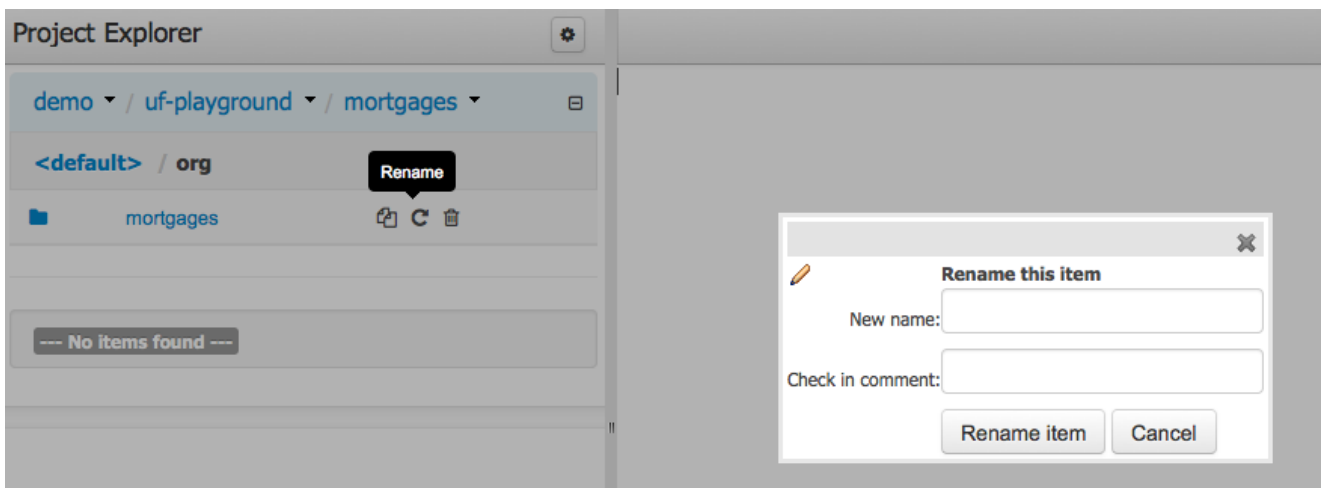 Project Explorer
demo / uf-playground / mortgages
<default> / org
Rename
mortgages
--- No items found ---
Rename this item
New name:
Check in comment:
Rename item Cancel